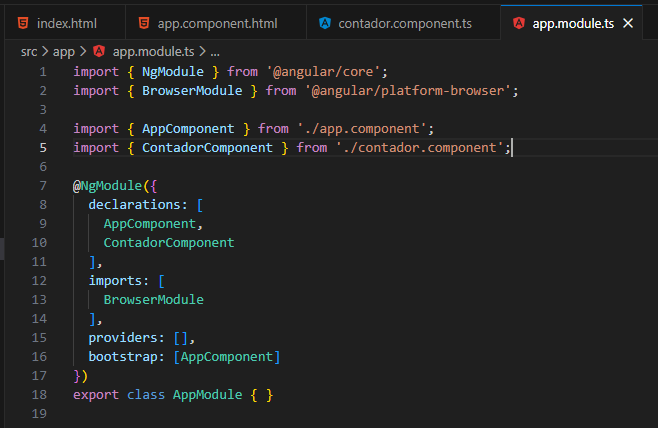 index.html app.component.html contador.component.ts app.module.ts ×
src > app > app.module.ts > ...
1 import { NgModule } from '@angular/core';
2 import { BrowserModule } from '@angular/platform-browser';
3
4 import { AppComponent } from './app.component';
5 import { ContadorComponent } from './contador.component';
6
7 @NgModule({
8   declarations: [
9     AppComponent,
10     ContadorComponent
11   ],
12   imports: [
13     BrowserModule
14   ],
15   providers: [],
16   bootstrap: [AppComponent]
17 })
18 export class AppModule { }
19